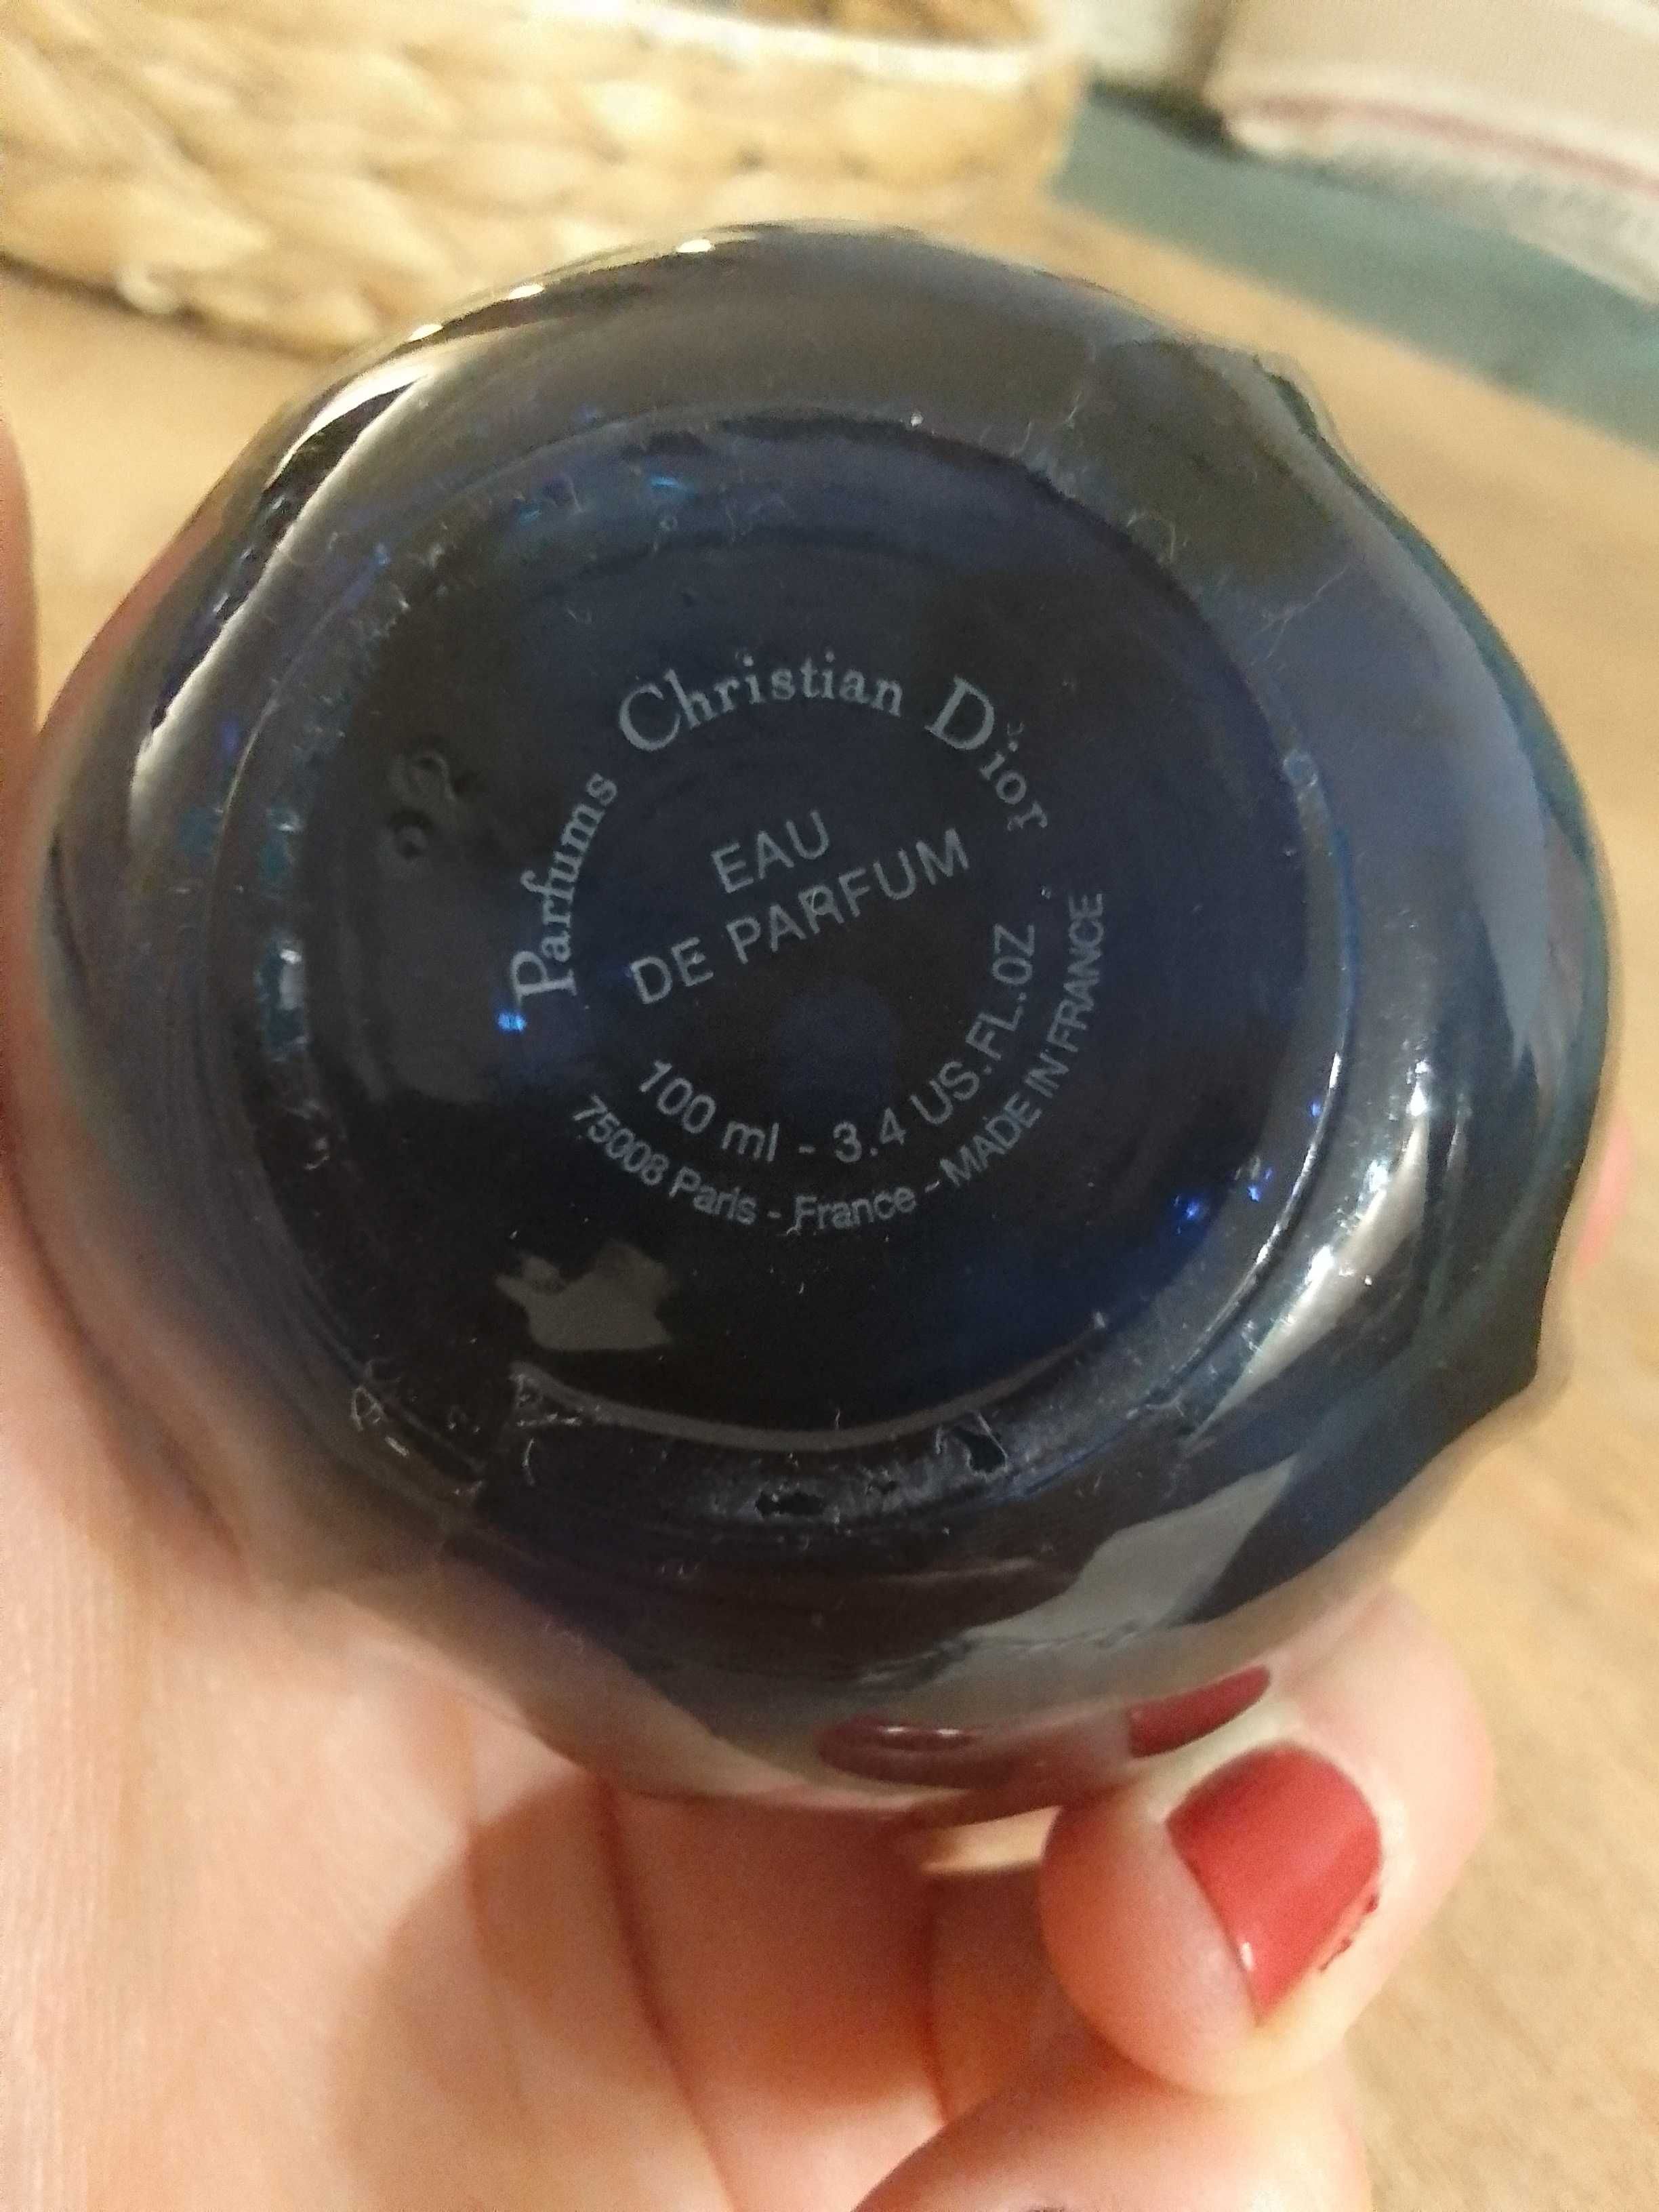 Parfums Christian Dior
EAU
DE PARFUM
100 ml - 3.4 US.FL.OZ
75008 Paris - France - MADE IN FRANCE